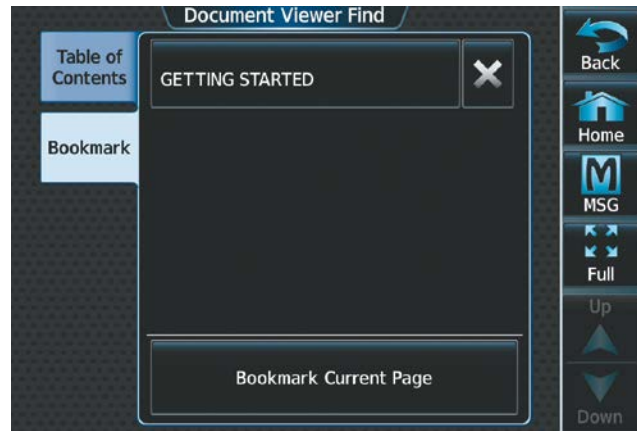 Document Viewer Find
Table of
Contents
Bookmark
GETTING STARTED
Bookmark Current Page
Back
Home
MSG
Full
Up
Down